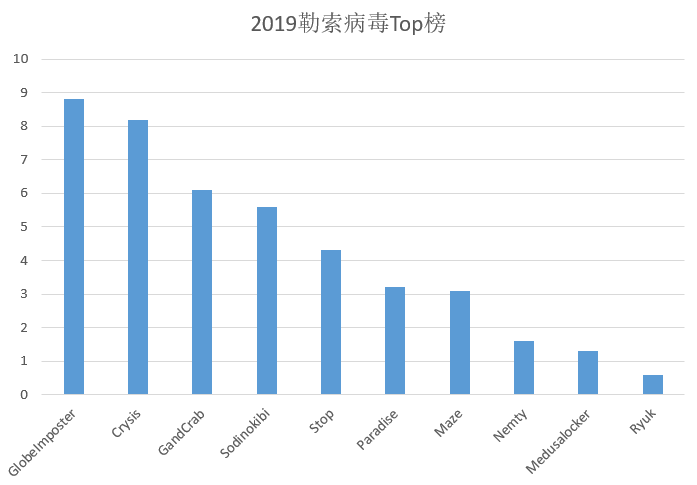 2019勒索病毒Top榜
10
9
8
7
6
5
4
3
2
1
0
GlobeImposter
Crysis
GandCrab
Sodinokibi
Stop
Paradise
Maze
Nemty
Medusalocker
Ryuk